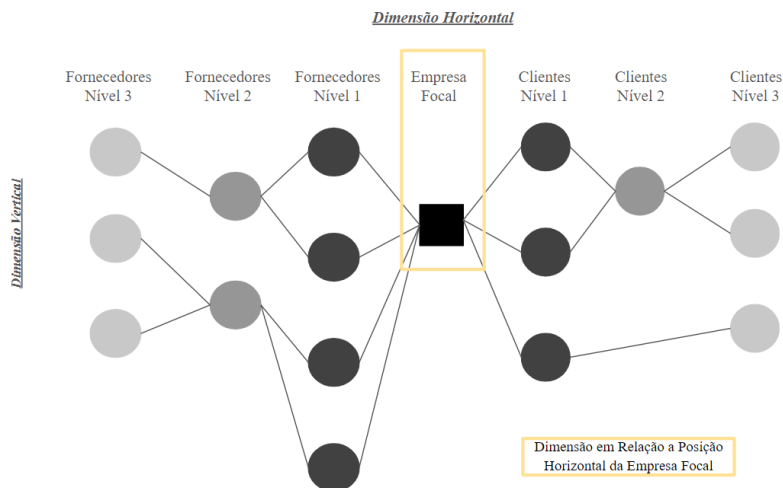 Dimensão Horizontal
Fornecedores
Nível 3
Fornecedores
Nível 2
Fornecedores
Nível 1
Empresa
Focal
Clientes
Nível 1
Clientes
Nível 2
Clientes
Nível 3
Dimensão Vertical
Dimensão em Relação a Posição
Horizontal da Empresa Focal